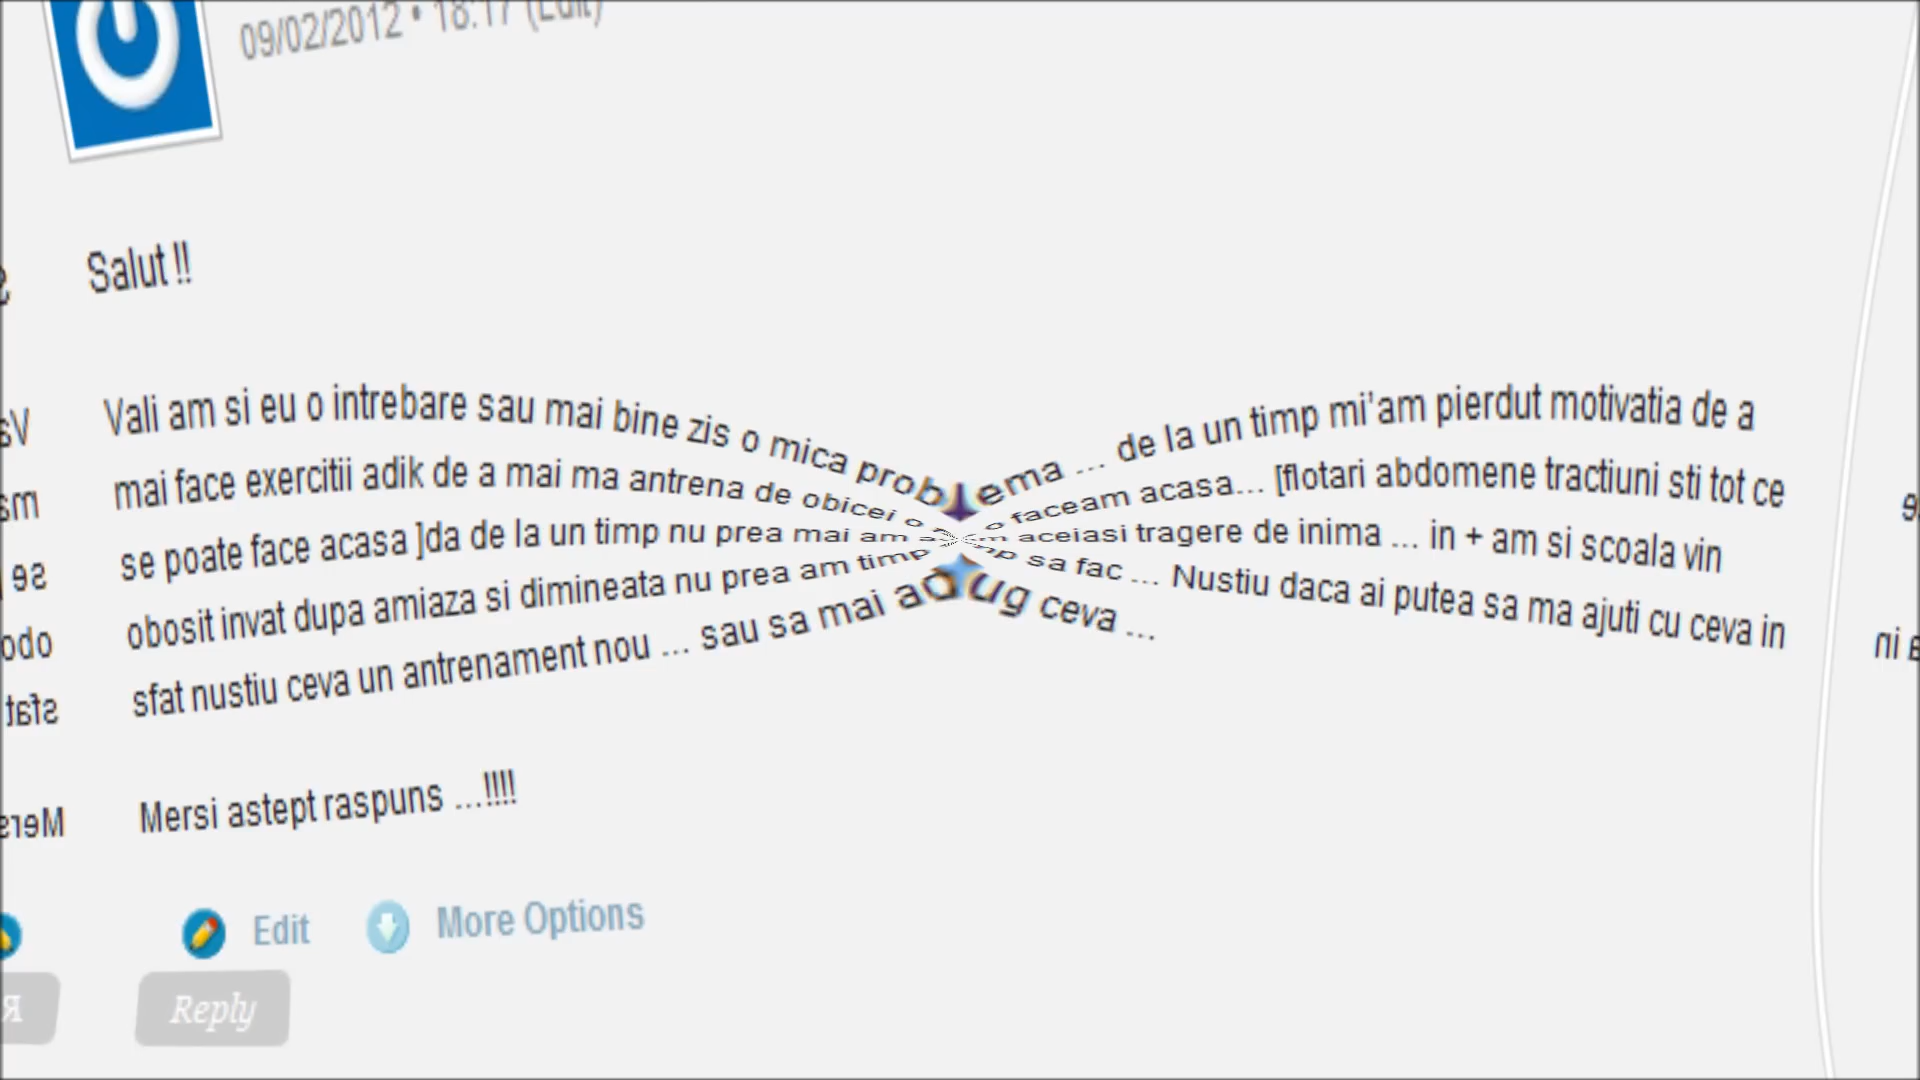 09/02/2012 • 18:17 (Edit)
Salut !!
Vali am si eu o intrebare sau mai bine zis o mica problema ... de la un timp mi'am pierdut motivatia de a
mai face exercitii adik de a mai ma antrena de obicei o faceam acasa... [flotari abdomene tractiuni sti tot ce
se poate face acasa ]da de la un timp nu prea mai am aceiasi tragere de inima ... in + am si scoala vin
obosit invat dupa amiaza si dimineata nu prea am timp sa fac ... Nustiu daca ai putea sa ma ajuti cu ceva in
sfat nustiu ceva un antrenament nou ... sau sa mai adaug ceva ...
Mersi astept raspuns ...!!!!
Edit More Options
Reply